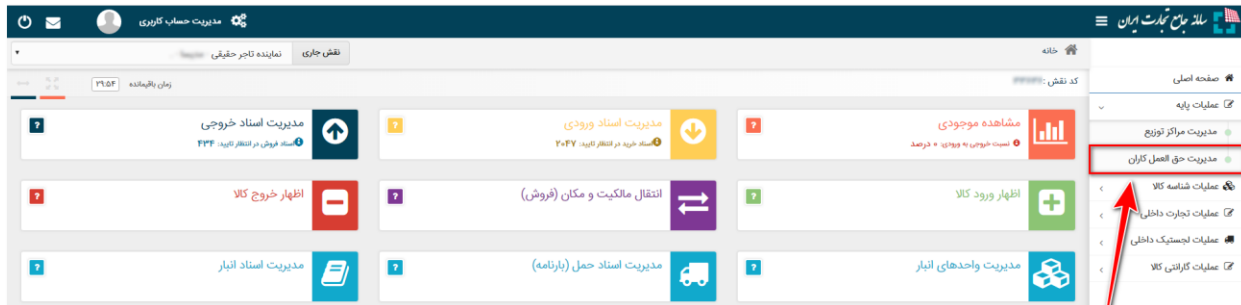 سامانه جامع تجارت ایران
مدیریت حساب کاربری
خانه
نقش جاری
نماینده تاجر حقیقی
کد نقش :
زمان باقیمانده
۲۹:۵۴
صفحه اصلی
عملیات پایه
مدیریت مراکز توزیع
مدیریت حق العمل کاران
عملیات شناسه کالا
عملیات تجارت داخلی
عملیات لجستیک داخلی
عملیات گارانتی کالا
مشاهده موجودی
نسبت خروجی به ورودی: ۰ درصد
مدیریت اسناد ورودی
اسناد خرید در انتظار تایید: ۲۰۴۷
مدیریت اسناد خروجی
اسناد فروش در انتظار تایید: ۴۳۴
اظهار ورود کالا
انتقال مالکیت و مکان (فروش)
اظهار خروج کالا
مدیریت واحدهای انبار
مدیریت اسناد حمل (بارنامه)
مدیریت اسناد انبار